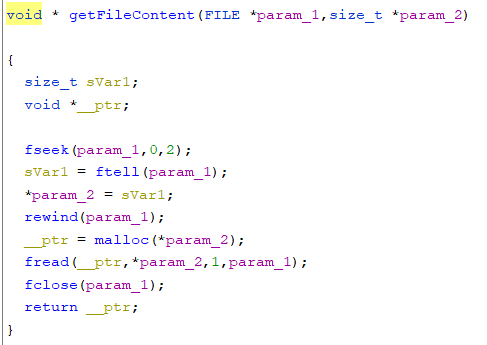 void * getFileContent(FILE *param_1,size_t *param_2)
{
size_t sVar1;
void *__ptr;
fseek(param_1,0,2);
sVar1 = ftell(param_1);
*param_2 = sVar1;
rewind(param_1);
__ptr = malloc(*param_2);
fread(__ptr,*param_2,1,param_1);
fclose(param_1);
return __ptr;
}